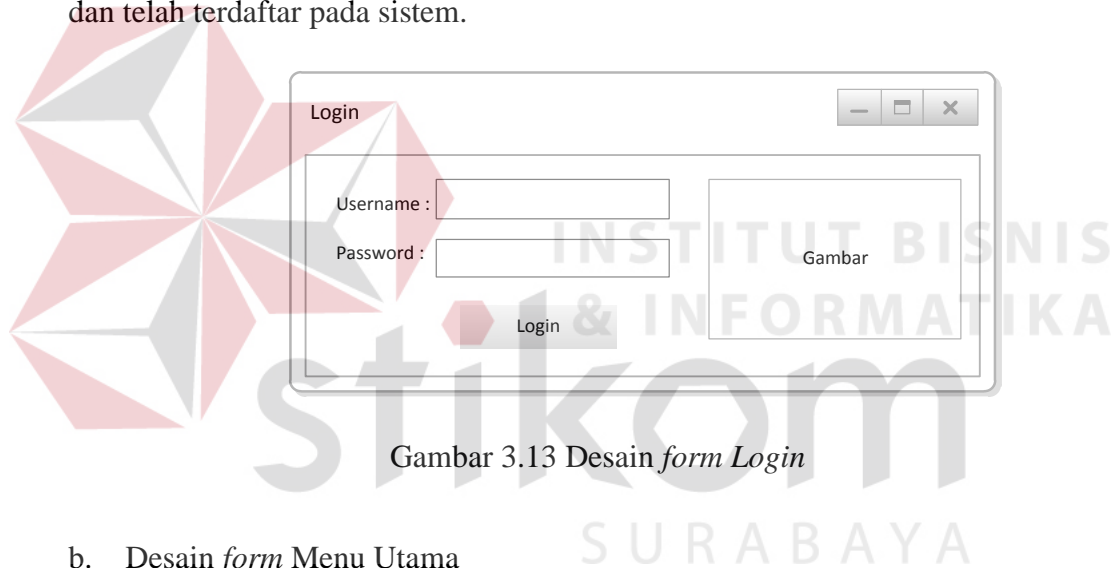 dan telah terdaftar pada sistem.
Login
Username :
Password :
Gambar
Login
INSTITUT BISNIS
& INFORMATIKA
stikom
SURABAYA
Gambar 3.13 Desain form Login
b. Desain form Menu Utama